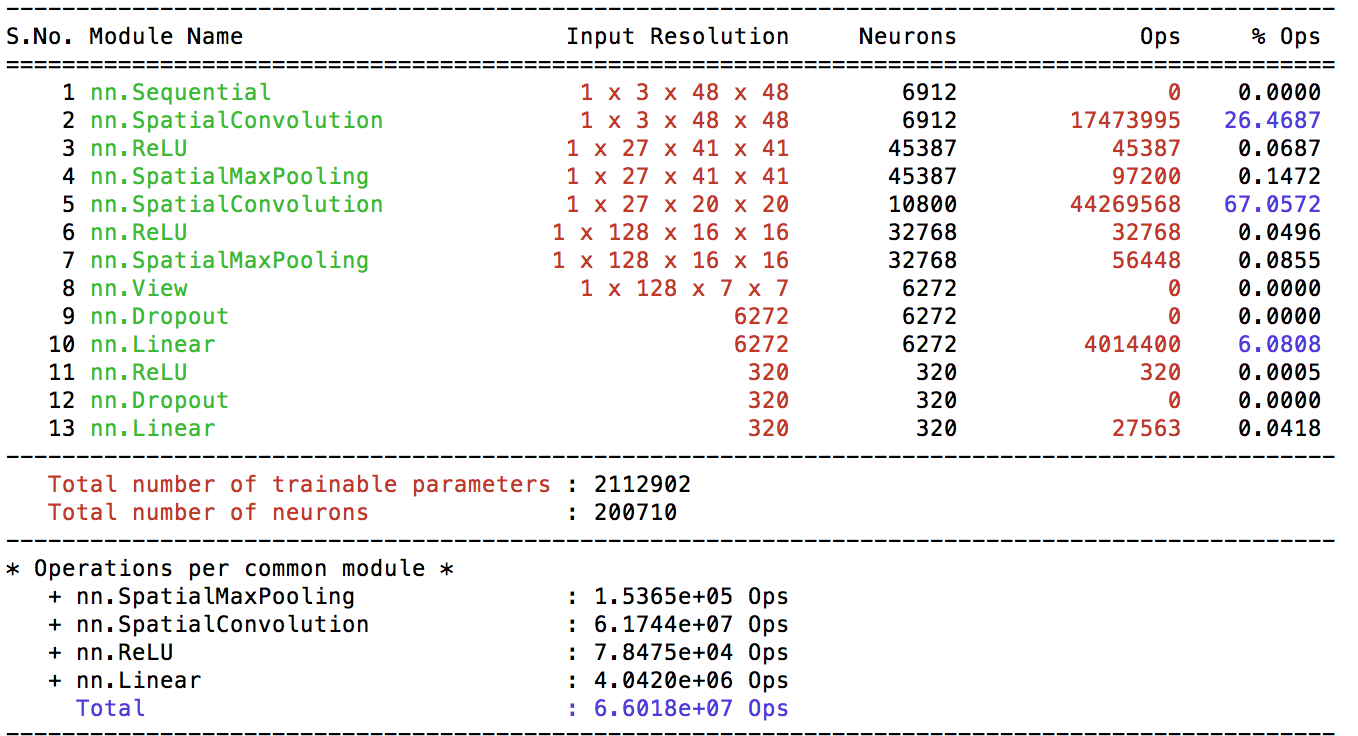 S.No. Module Name Input Resolution Neurons Ops % Ops
1 nn.Sequential 1 x 3 x 48 x 48 6912 0 0.0000
2 nn.SpatialConvolution 1 x 3 x 48 x 48 6912 17473995 26.4687
3 nn.ReLU 1 x 27 x 41 x 41 45387 45387 0.0687
4 nn.SpatialMaxPooling 1 x 27 x 41 x 41 45387 97200 0.1472
5 nn.SpatialConvolution 1 x 27 x 20 x 20 10800 44269568 67.0572
6 nn.ReLU 1 x 128 x 16 x 16 32768 32768 0.0496
7 nn.SpatialMaxPooling 1 x 128 x 16 x 16 32768 56448 0.0855
8 nn.View 1 x 128 x 7 x 7 6272 0 0.0000
9 nn.Dropout 6272 6272 0 0.0000
10 nn.Linear 6272 6272 4014400 6.0808
11 nn.ReLU 320 320 320 0.0005
12 nn.Dropout 320 320 0 0.0000
13 nn.Linear 320 320 27563 0.0418
Total number of trainable parameters : 2112902
Total number of neurons : 200710
* Operations per common module *
+ nn.SpatialMaxPooling : 1.5365e+05 Ops
+ nn.SpatialConvolution : 6.1744e+07 Ops
+ nn.ReLU : 7.8475e+04 Ops
+ nn.Linear : 4.0420e+06 Ops
Total : 6.6018e+07 Ops